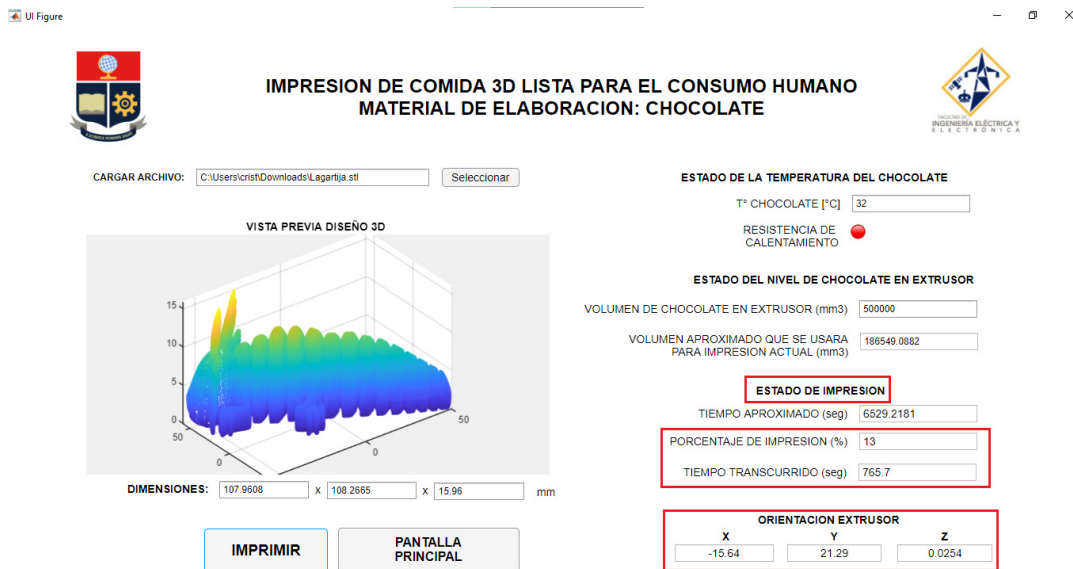 UI Figure
IMPRESION DE COMIDA 3D LISTA PARA EL CONSUMO HUMANO
MATERIAL DE ELABORACION: CHOCOLATE
FACULTAD DE
INGENIERÍA ELÉCTRICA Y
ELECTRÓNICA
CARGAR ARCHIVO: C:\Users\crist\Downloads\Lagartija.stl Seleccionar
VISTA PREVIA DISEÑO 3D
15
10
5
0
50
0
0
50
DIMENSIONES: 107.9608 x 108.2665 x 15.96 mm
IMPRIMIR
PANTALLA
PRINCIPAL
ESTADO DE LA TEMPERATURA DEL CHOCOLATE
T° CHOCOLATE [°C] 32
RESISTENCIA DE
CALENTAMIENTO
ESTADO DEL NIVEL DE CHOCOLATE EN EXTRUSOR
VOLUMEN DE CHOCOLATE EN EXTRUSOR (mm3) 500000
VOLUMEN APROXIMADO QUE SE USARA
PARA IMPRESION ACTUAL (mm3) 186549.0882
ESTADO DE IMPRESION
TIEMPO APROXIMADO (seg) 6529.2181
PORCENTAJE DE IMPRESION (%) 13
TIEMPO TRANSCURRIDO (seg) 765.7
ORIENTACION EXTRUSOR
X Y Z
-15.64 21.29 0.0254